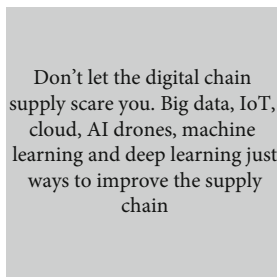 Don’t let the digital chain
supply scare you. Big data, IoT,
cloud, AI drones, machine
learning and deep learning just
ways to improve the supply
chain